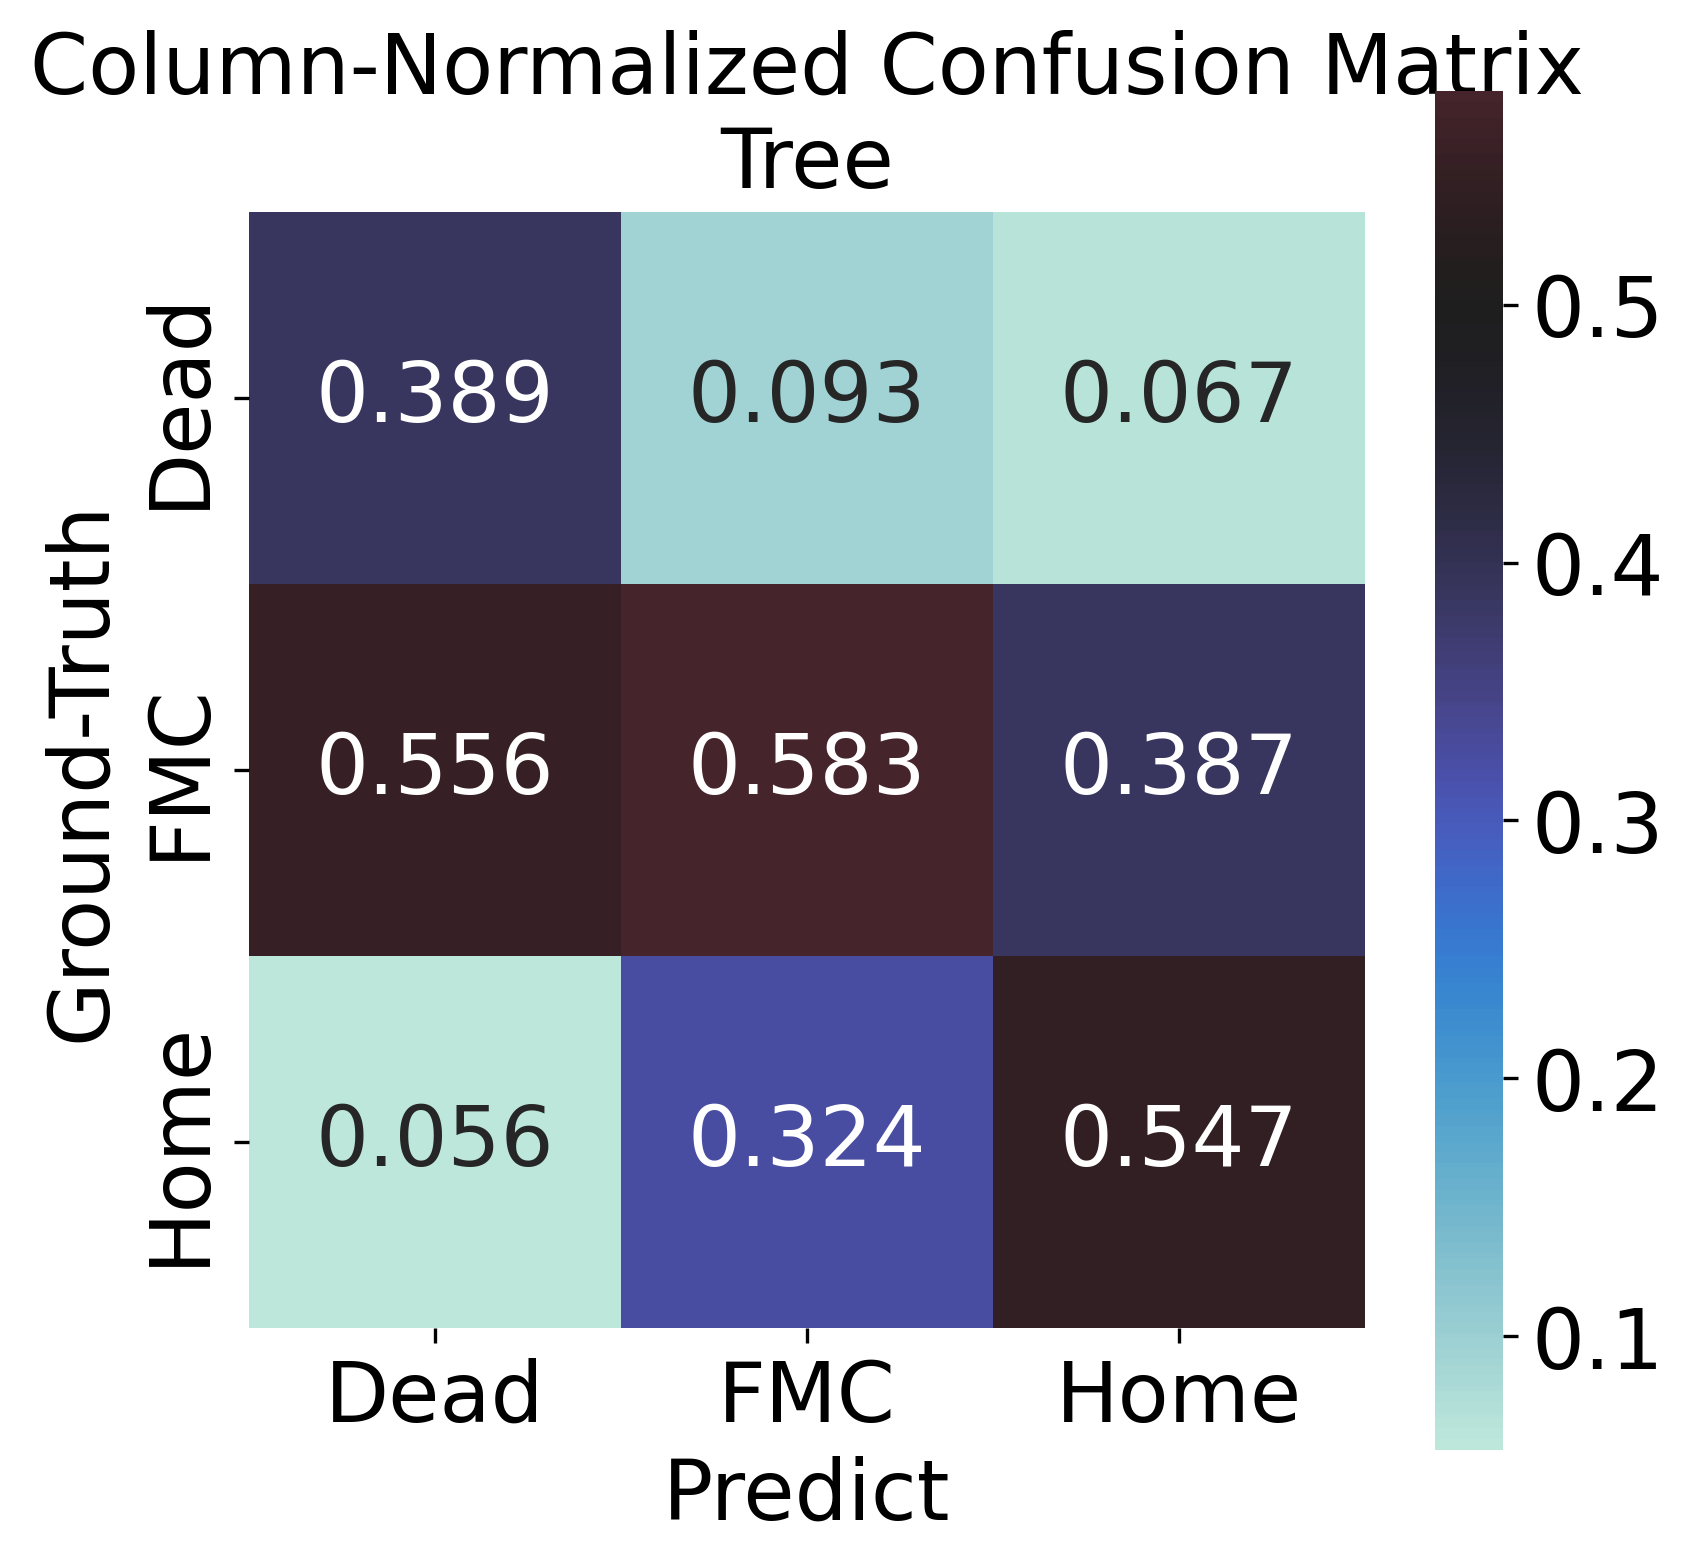 Column-Normalized Confusion Matrix
Tree
Ground-Truth
Dead
0.389 0.093 0.067
FMC
0.556 0.583 0.387
Home
0.056 0.324 0.547
Dead FMC Home
Predict
0.5
0.4
0.3
0.2
0.1